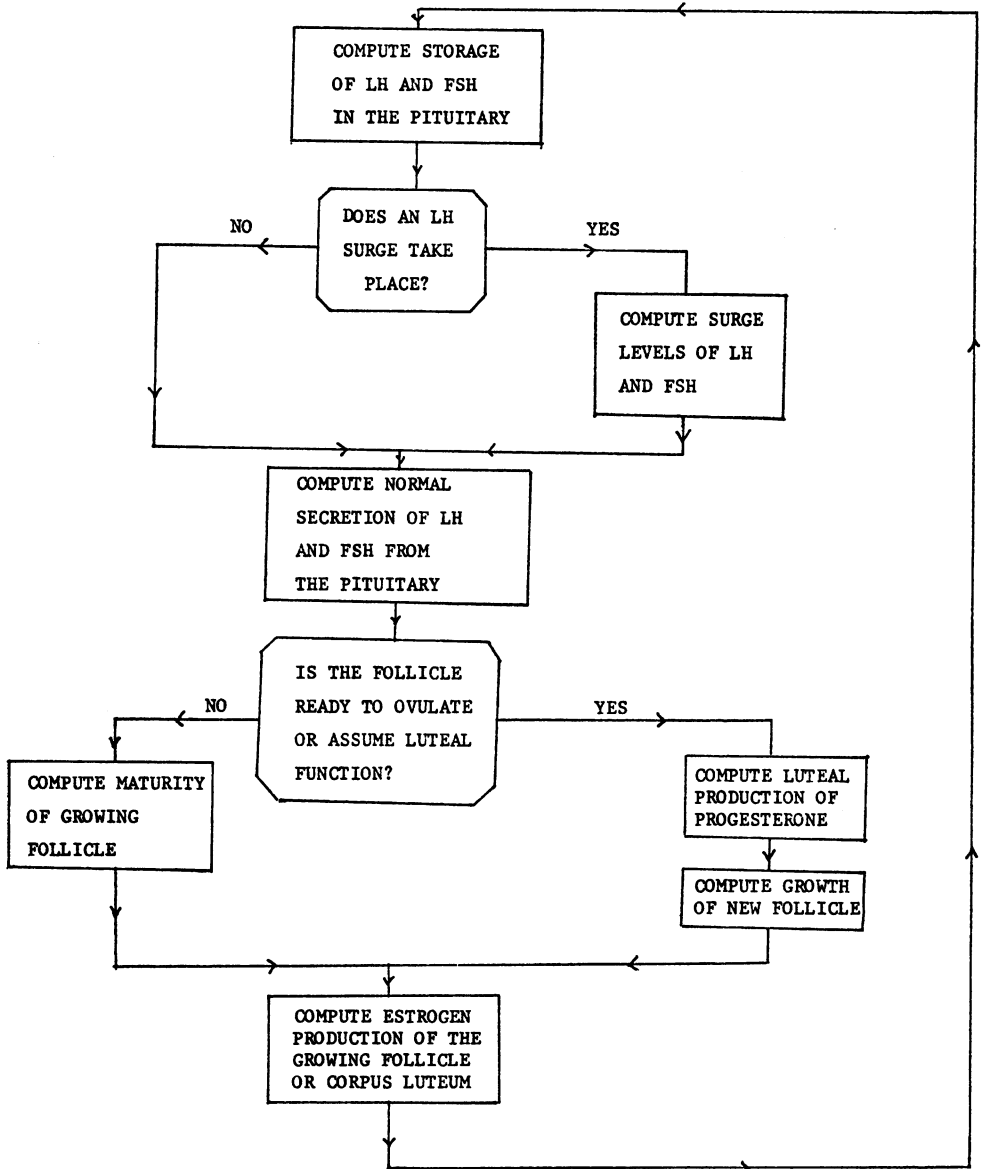 COMPUTE STORAGE
OF LH AND FSH
IN THE PITUITARY
DOES AN LH
SURGE TAKE
PLACE?
NO
YES
COMPUTE SURGE
LEVELS OF LH
AND FSH
COMPUTE NORMAL
SECRETION OF LH
AND FSH FROM
THE PITUITARY
IS THE FOLLICLE
READY TO OVULATE
OR ASSUME LUTEAL
FUNCTION?
NO
YES
COMPUTE MATURITY
OF GROWING
FOLLICLE
COMPUTE LUTEAL
PRODUCTION OF
PROGESTERONE
COMPUTE GROWTH
OF NEW FOLLICLE
COMPUTE ESTROGEN
PRODUCTION OF THE
GROWING FOLLICLE
OR CORPUS LUTEUM